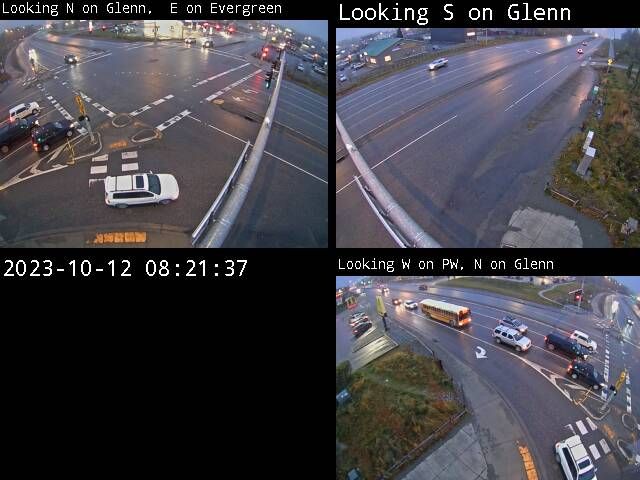 Looking N on Glenn,  E on Evergreen
Looking S on Glenn
2023-10-12 08:21:37
Looking W on PW, N on Glenn